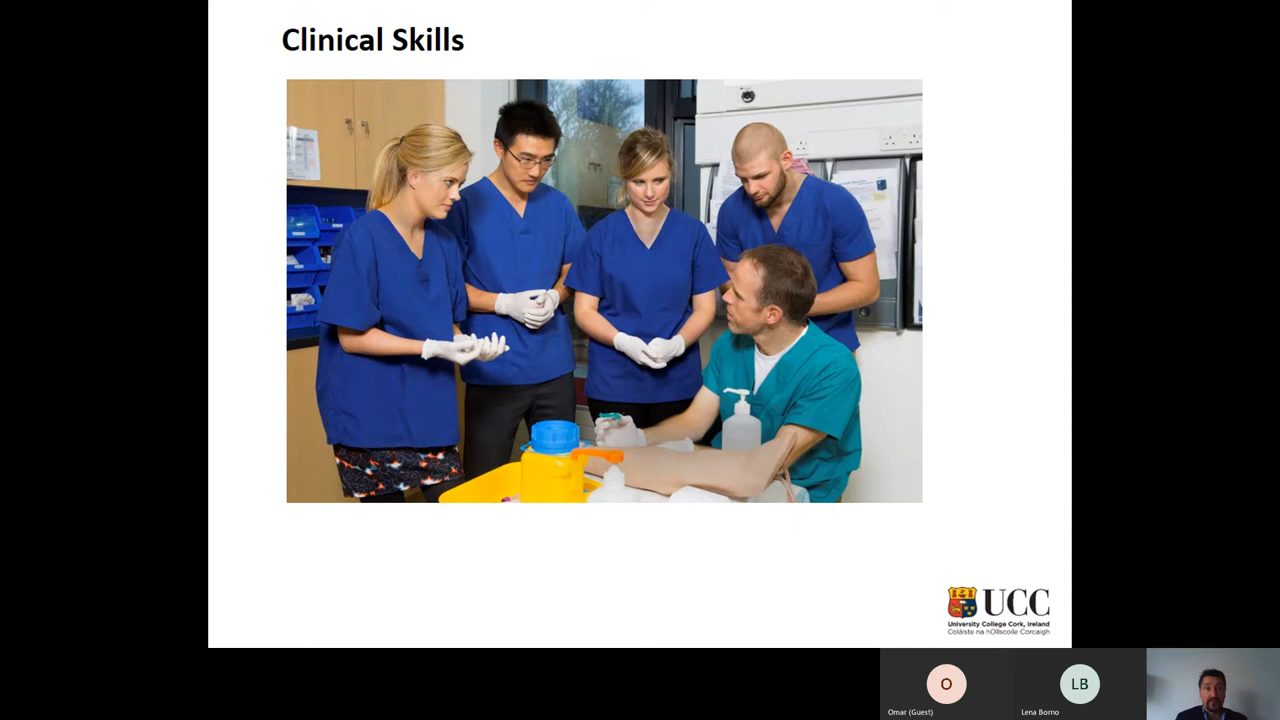 Clinical Skills
UCC
University College Cork, Ireland
Coláiste na hOllscoile Corcaigh
O
LB
Omar (Guest)
Lena Borno